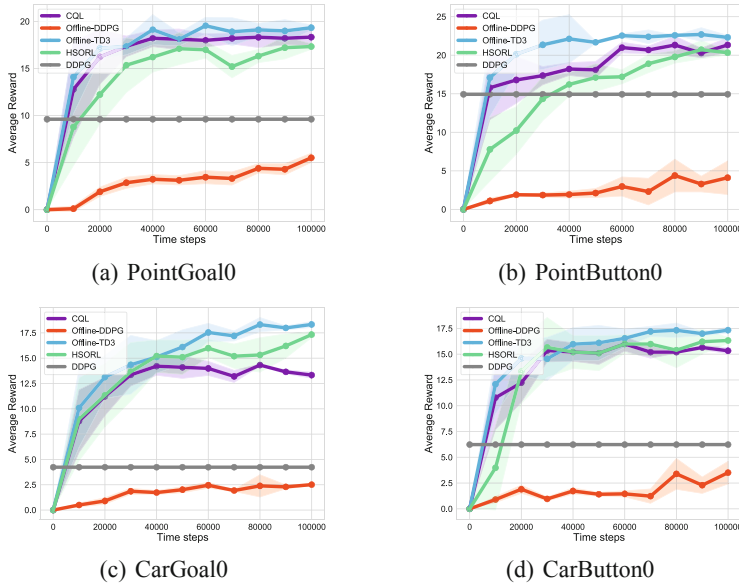 CQL
Offline-DDPG
Offline-TD3
HSORL
DDPG
Average Reward
20
15
10
5
0
0 20000 40000 60000 80000 100000
Time steps
(a) PointGoal0
CQL
Offline-DDPG
Offline-TD3
HSORL
DDPG
Average Reward
25
20
15
10
5
0
0 20000 40000 60000 80000 100000
Time steps
(b) PointButton0
CQL
Offline-DDPG
Offline-TD3
HSORL
DDPG
Average Reward
17.5
15.0
12.5
10.0
7.5
5.0
2.5
0.0
0 20000 40000 60000 80000 100000
Time steps
(c) CarGoal0
CQL
Offline-DDPG
Offline-TD3
HSORL
DDPG
Average Reward
17.5
15.0
12.5
10.0
7.5
5.0
2.5
0.0
0 20000 40000 60000 80000 100000
Time steps
(d) CarButton0